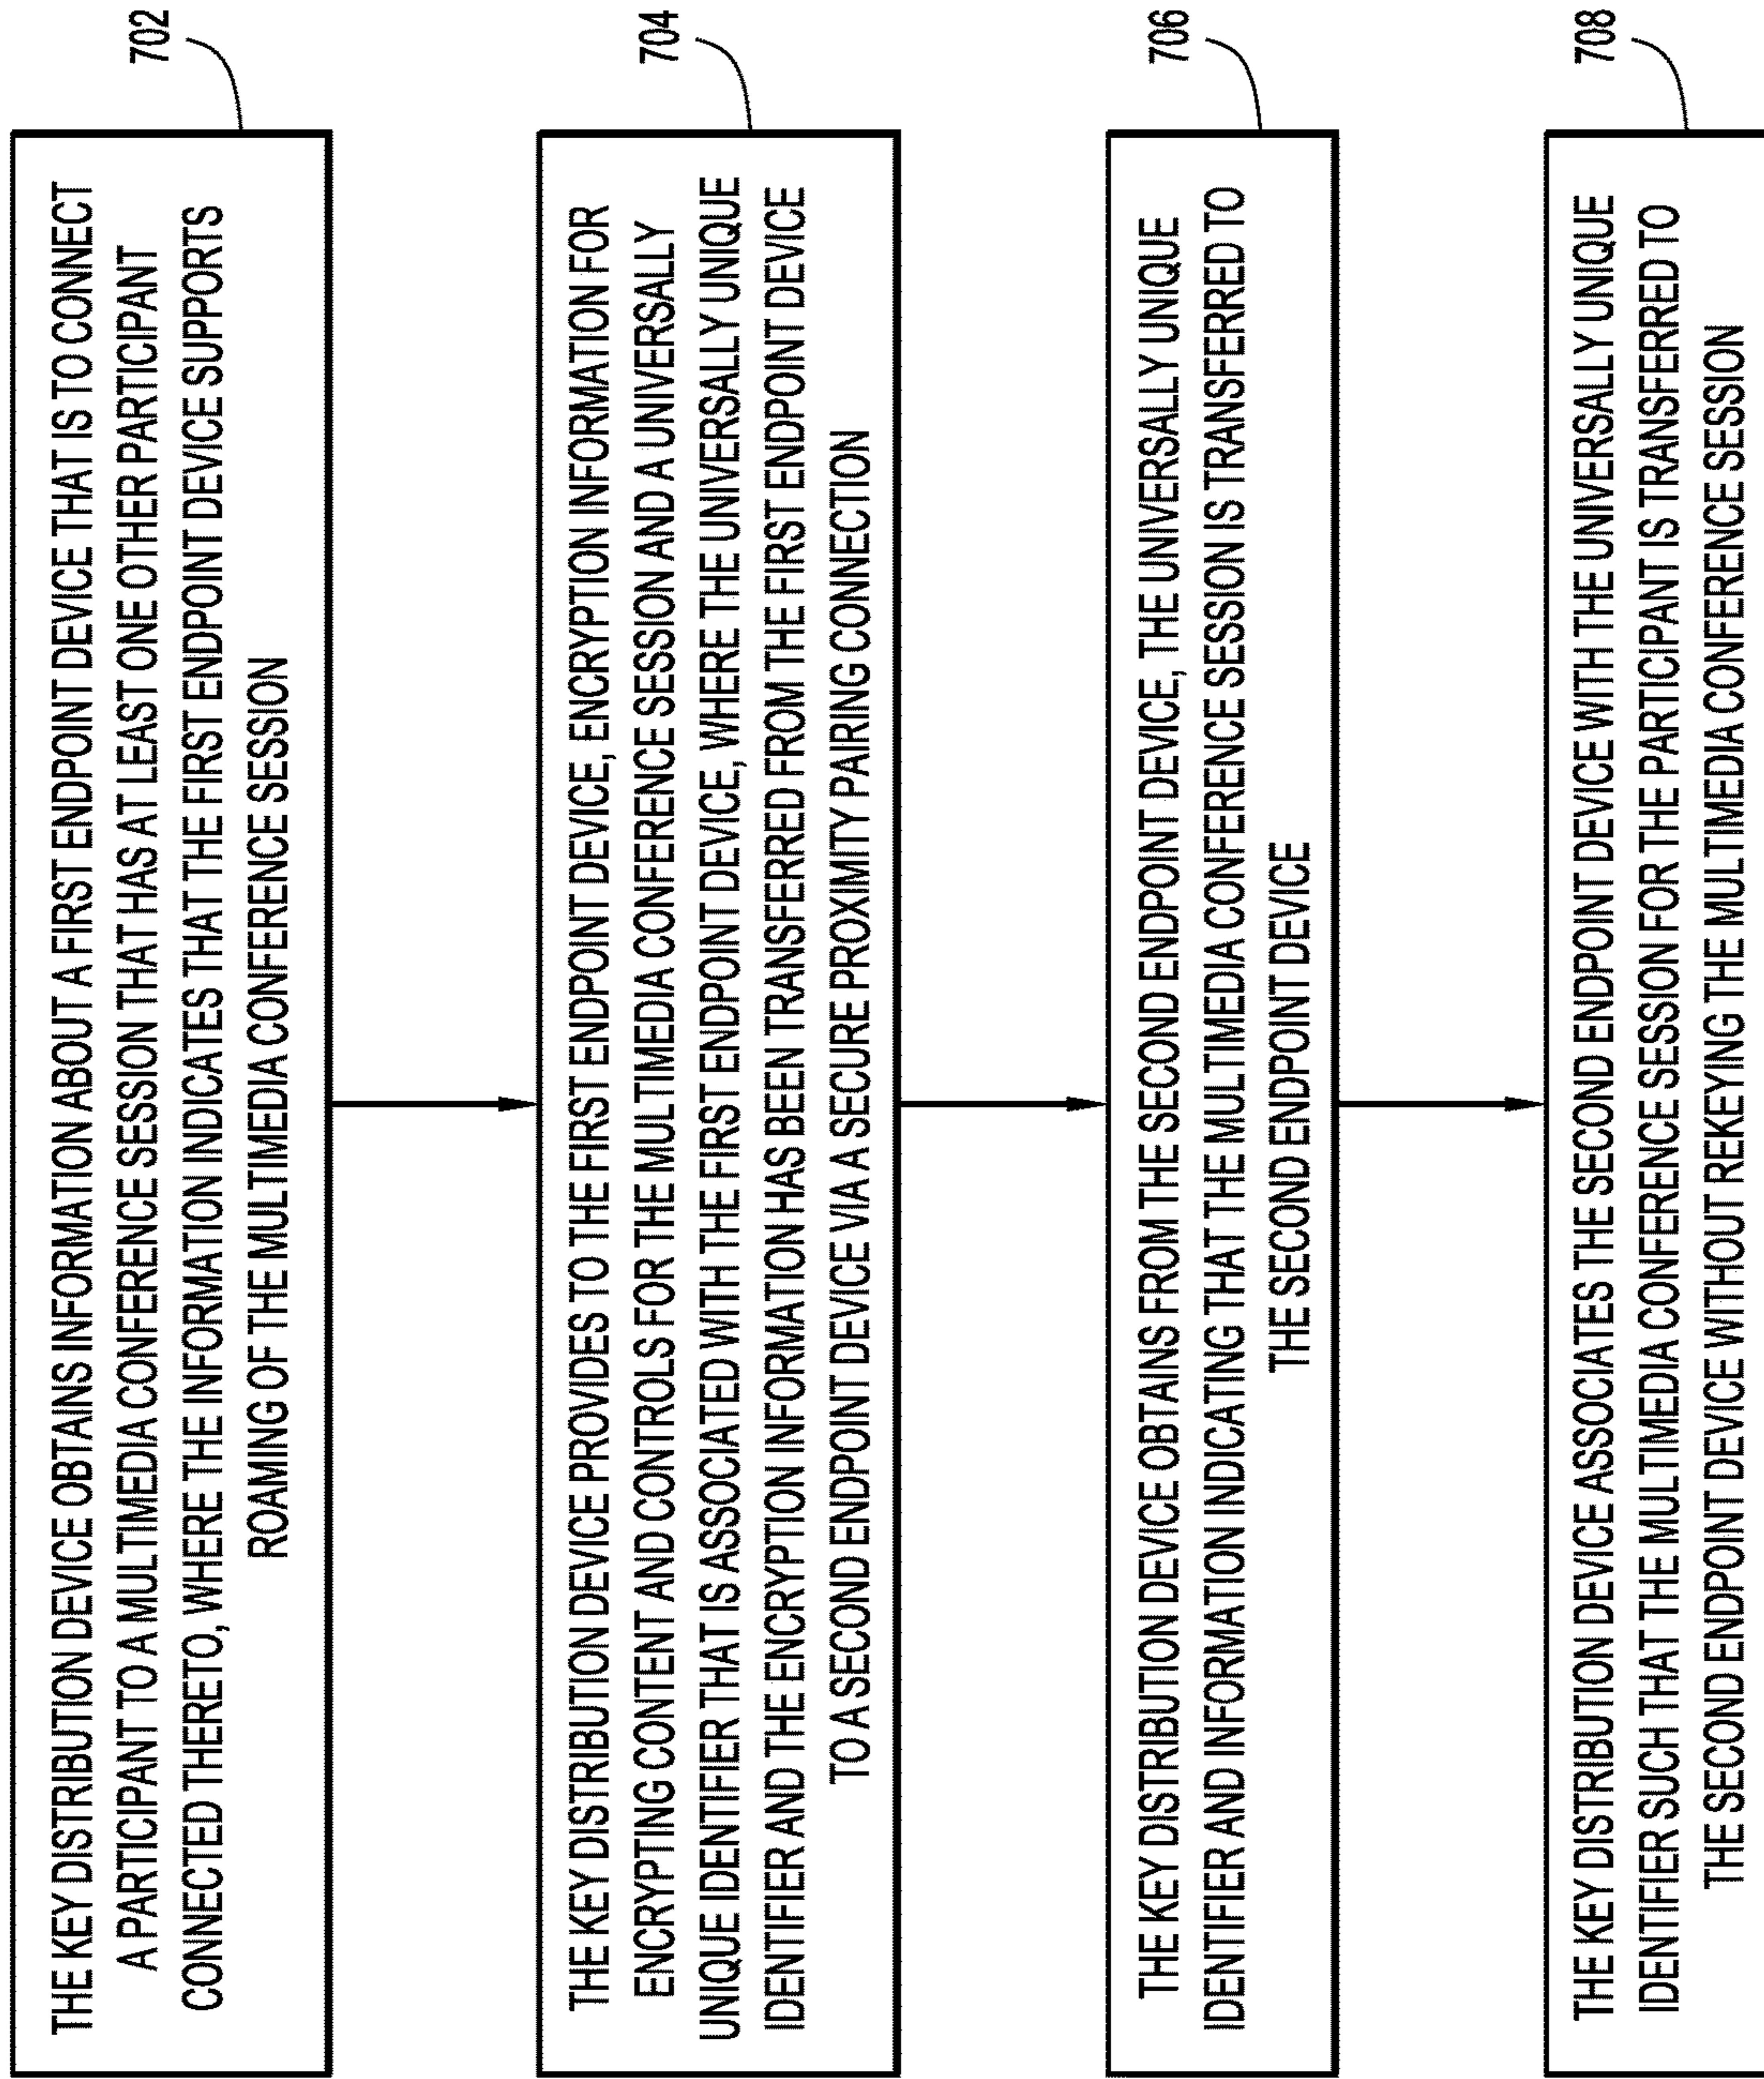 702
THE KEY DISTRIBUTION DEVICE OBTAINS INFORMATION ABOUT A FIRST ENDPOINT DEVICE THAT IS TO CONNECT
A PARTICIPANT TO A MULTIMEDIA CONFERENCE SESSION THAT HAS AT LEAST ONE OTHER PARTICIPANT
CONNECTED THERETO, WHERE THE INFORMATION INDICATES THAT THE FIRST ENDPOINT DEVICE SUPPORTS
ROAMING OF THE MULTIMEDIA CONFERENCE SESSION
704
THE KEY DISTRIBUTION DEVICE PROVIDES TO THE FIRST ENDPOINT DEVICE, ENCRYPTION INFORMATION FOR
ENCRYPTING CONTENT AND CONTROLS FOR THE MULTIMEDIA CONFERENCE SESSION AND A UNIVERSALLY
UNIQUE IDENTIFIER THAT IS ASSOCIATED WITH THE FIRST ENDPOINT DEVICE, WHERE THE UNIVERSALLY UNIQUE
IDENTIFIER AND THE ENCRYPTION INFORMATION HAS BEEN TRANSFERRED FROM THE FIRST ENDPOINT DEVICE
TO A SECOND ENDPOINT DEVICE VIA A SECURE PROXIMITY PAIRING CONNECTION
706
THE KEY DISTRIBUTION DEVICE OBTAINS FROM THE SECOND ENDPOINT DEVICE, THE UNIVERSALLY UNIQUE
IDENTIFIER AND INFORMATION INDICATING THAT THE MULTIMEDIA CONFERENCE SESSION IS TRANSFERRED TO
THE SECOND ENDPOINT DEVICE
708
THE KEY DISTRIBUTION DEVICE ASSOCIATES THE SECOND ENDPOINT DEVICE WITH THE UNIVERSALLY UNIQUE
IDENTIFIER SUCH THAT THE MULTIMEDIA CONFERENCE SESSION FOR THE PARTICIPANT IS TRANSFERRED TO
THE SECOND ENDPOINT DEVICE WITHOUT REKEYING THE MULTIMEDIA CONFERENCE SESSION